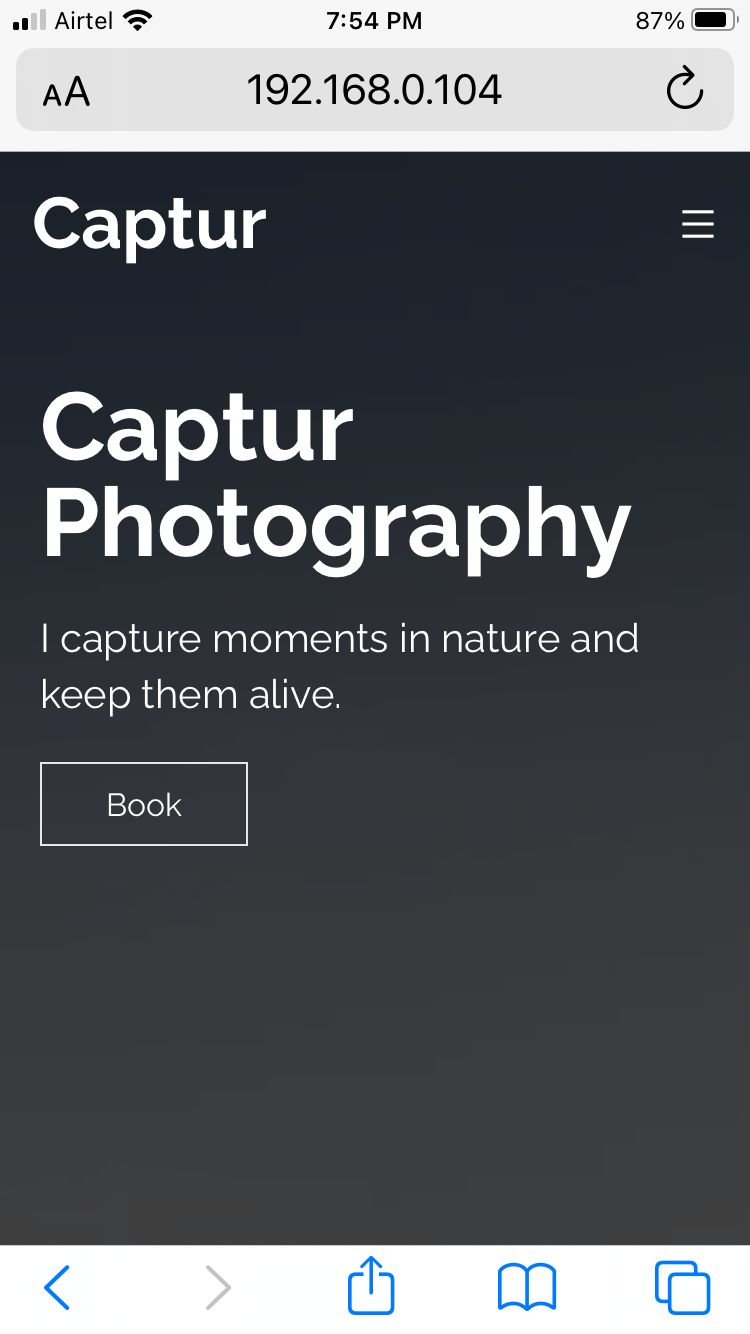 Airtel 7:54 PM 87%
AA 192.168.0.104
Captur
Captur
Photography
I capture moments in nature and
keep them alive.
Book